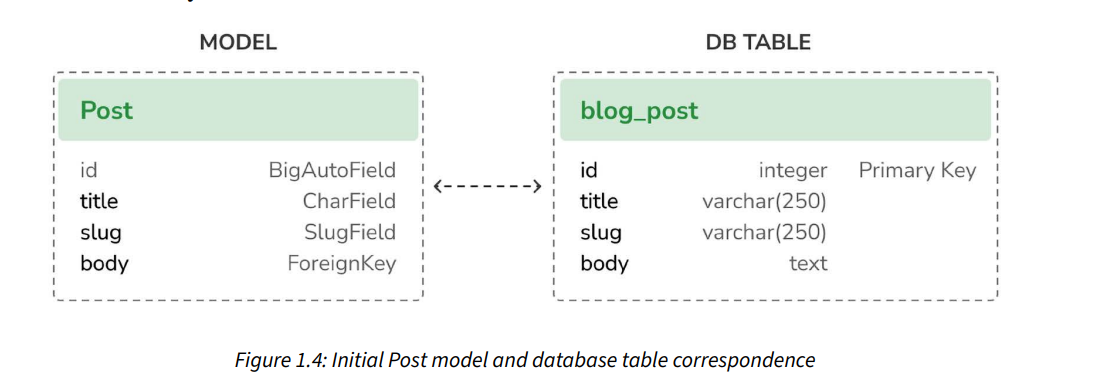 MODEL
DB TABLE
Post
blog_post
id BigAutoField
title CharField
slug SlugField
body ForeignKey
id integer Primary Key
title varchar(250)
slug varchar(250)
body text
Figure 1.4: Initial Post model and database table correspondence